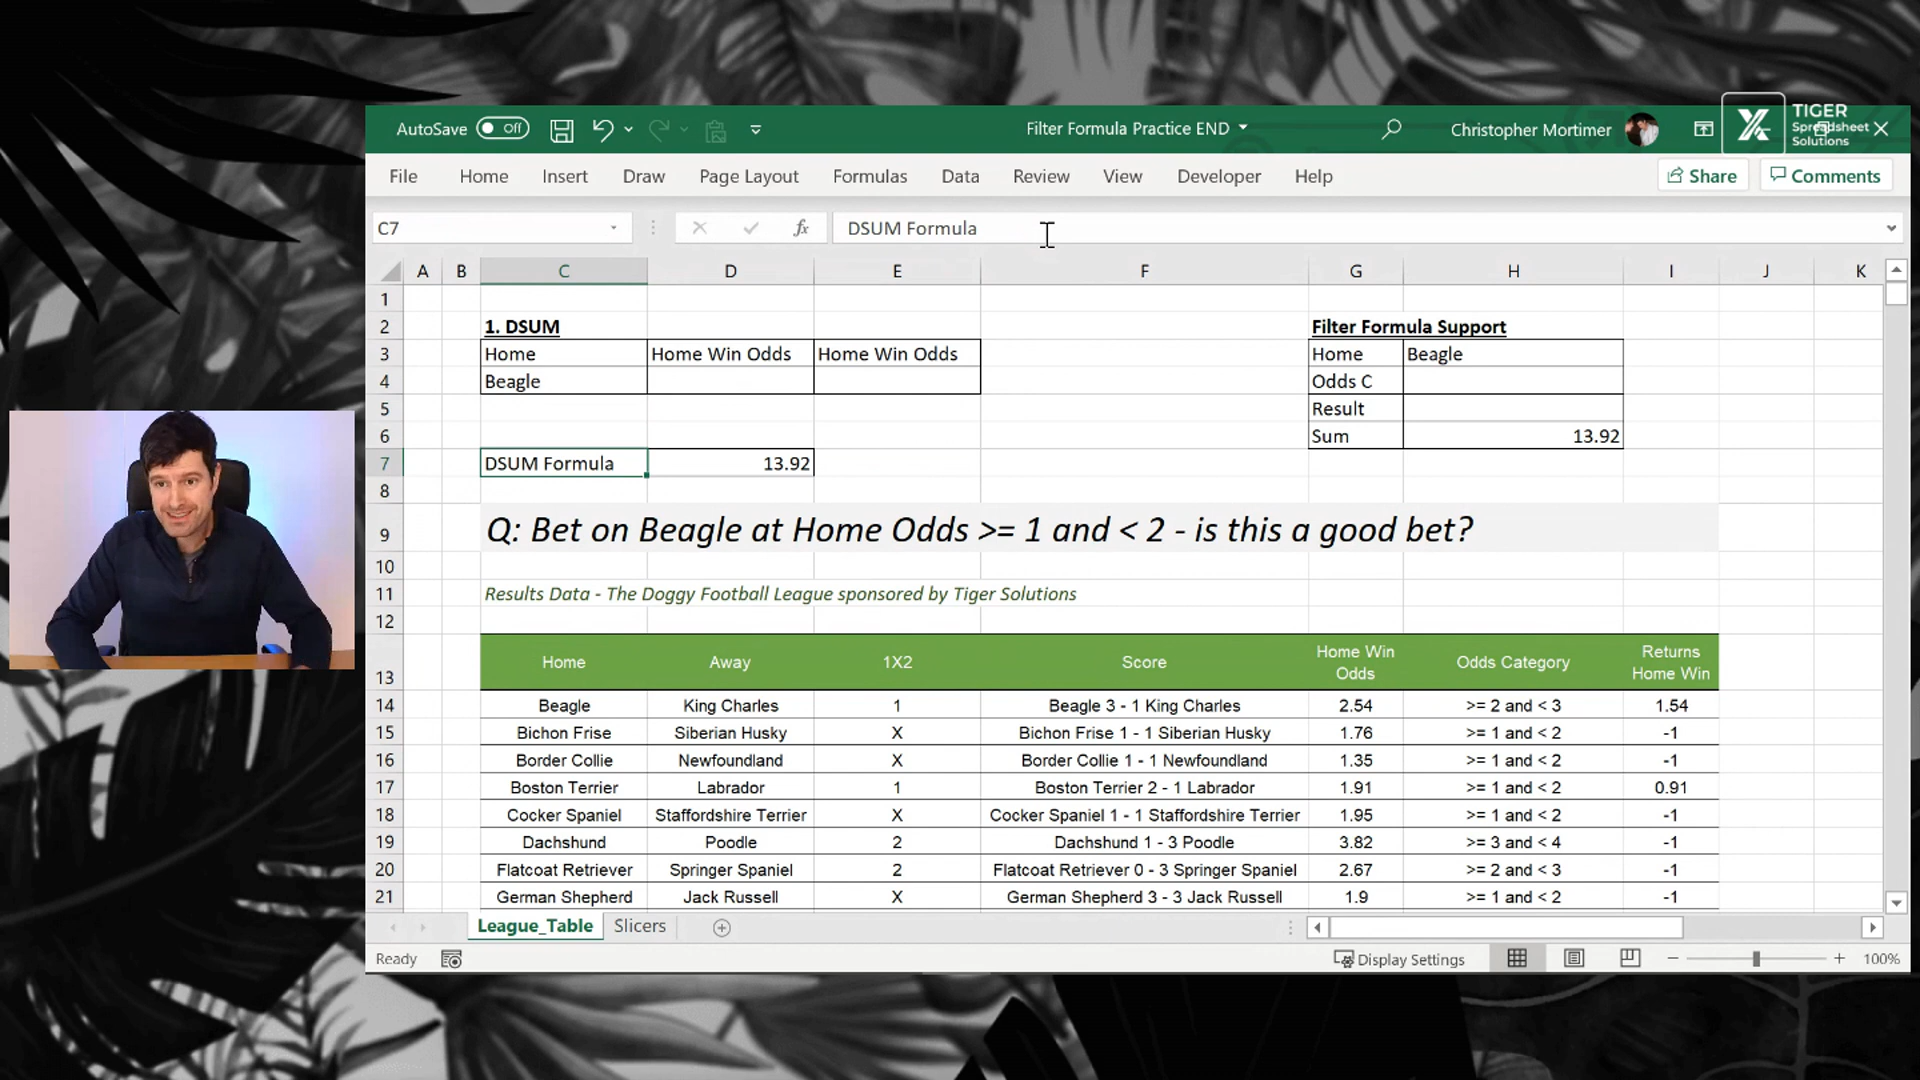 TIGER
Spreadsheet
Solutions
AutoSave Off Filter Formula Practice END Christopher Mortimer
File Home Insert Draw Page Layout Formulas Data Review View Developer Help Share Comments
C7 fx DSUM Formula
A B C D E F G H I J K
1
2 1. DSUM Filter Formula Support
3 Home Home Win Odds Home Win Odds Home Beagle
4 Beagle Odds C
5 Result
6 Sum 13.92
7 DSUM Formula 13.92
8
9 Q: Bet on Beagle at Home Odds >= 1 and < 2 - is this a good bet?
10
11 Results Data - The Doggy Football League sponsored by Tiger Solutions
12
13 Home Away 1X2 Score Home Win Odds Odds Category Returns Home Win
14 Beagle King Charles 1 Beagle 3 - 1 King Charles 2.54 >= 2 and < 3 1.54
15 Bichon Frise Siberian Husky X Bichon Frise 1 - 1 Siberian Husky 1.76 >= 1 and < 2 -1
16 Border Collie Newfoundland X Border Collie 1 - 1 Newfoundland 1.35 >= 1 and < 2 -1
17 Boston Terrier Labrador 1 Boston Terrier 2 - 1 Labrador 1.91 >= 1 and < 2 0.91
18 Cocker Spaniel Staffordshire Terrier X Cocker Spaniel 1 - 1 Staffordshire Terrier 1.95 >= 1 and < 2 -1
19 Dachshund Poodle 2 Dachshund 1 - 3 Poodle 3.82 >= 3 and < 4 -1
20 Flatcoat Retriever Springer Spaniel 2 Flatcoat Retriever 0 - 3 Springer Spaniel 2.67 >= 2 and < 3 -1
21 German Shepherd Jack Russell X German Shepherd 3 - 3 Jack Russell 1.9 >= 1 and < 2 -1
League_Table Slicers
Ready Display Settings 100%